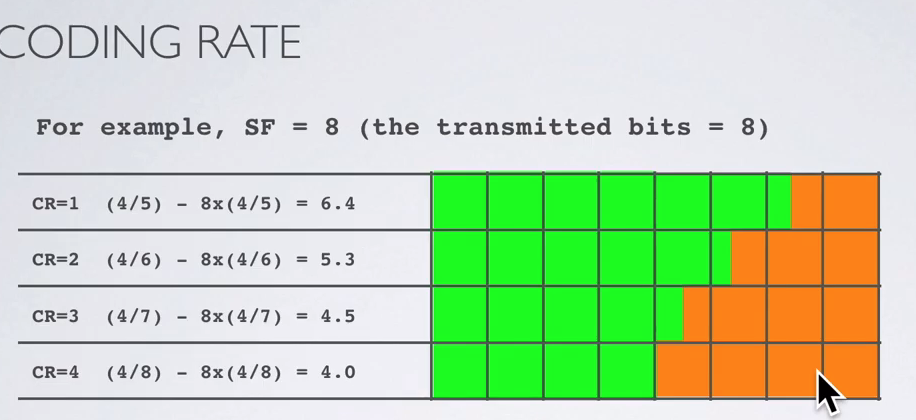 CODING RATE
For example, SF = 8 (the transmitted bits = 8)
CR=1 (4/5) - 8x(4/5) = 6.4
CR=2 (4/6) - 8x(4/6) = 5.3
CR=3 (4/7) - 8x(4/7) = 4.5
CR=4 (4/8) - 8x(4/8) = 4.0